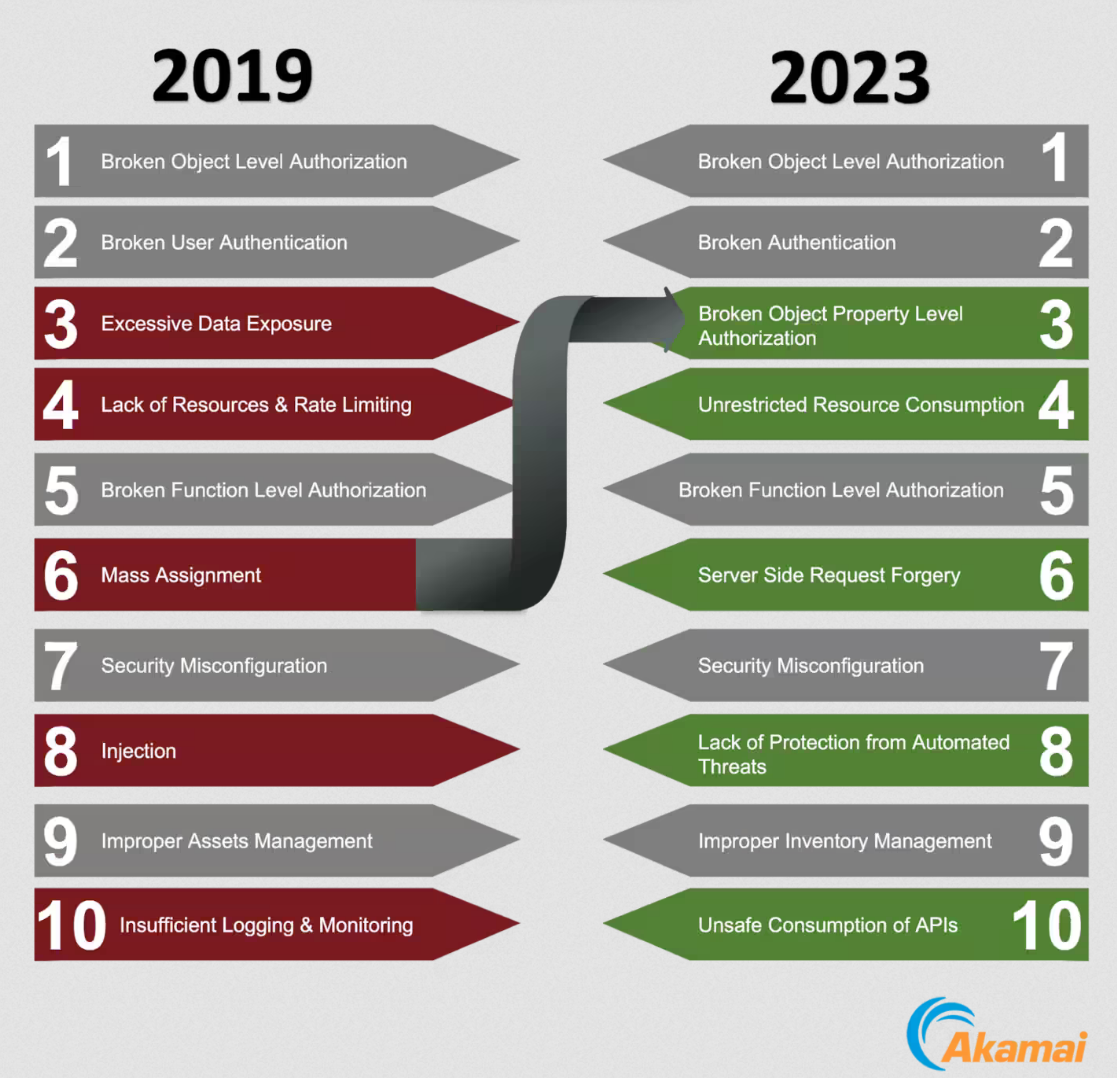 2019
1 Broken Object Level Authorization
2 Broken User Authentication
3 Excessive Data Exposure
4 Lack of Resources & Rate Limiting
5 Broken Function Level Authorization
6 Mass Assignment
7 Security Misconfiguration
8 Injection
9 Improper Assets Management
10 Insufficient Logging & Monitoring
2023
Broken Object Level Authorization 1
Broken Authentication 2
Broken Object Property Level
Authorization 3
Unrestricted Resource Consumption 4
Broken Function Level Authorization 5
Server Side Request Forgery 6
Security Misconfiguration 7
Lack of Protection from Automated
Threats 8
Improper Inventory Management 9
Unsafe Consumption of APIs 10
Akamai